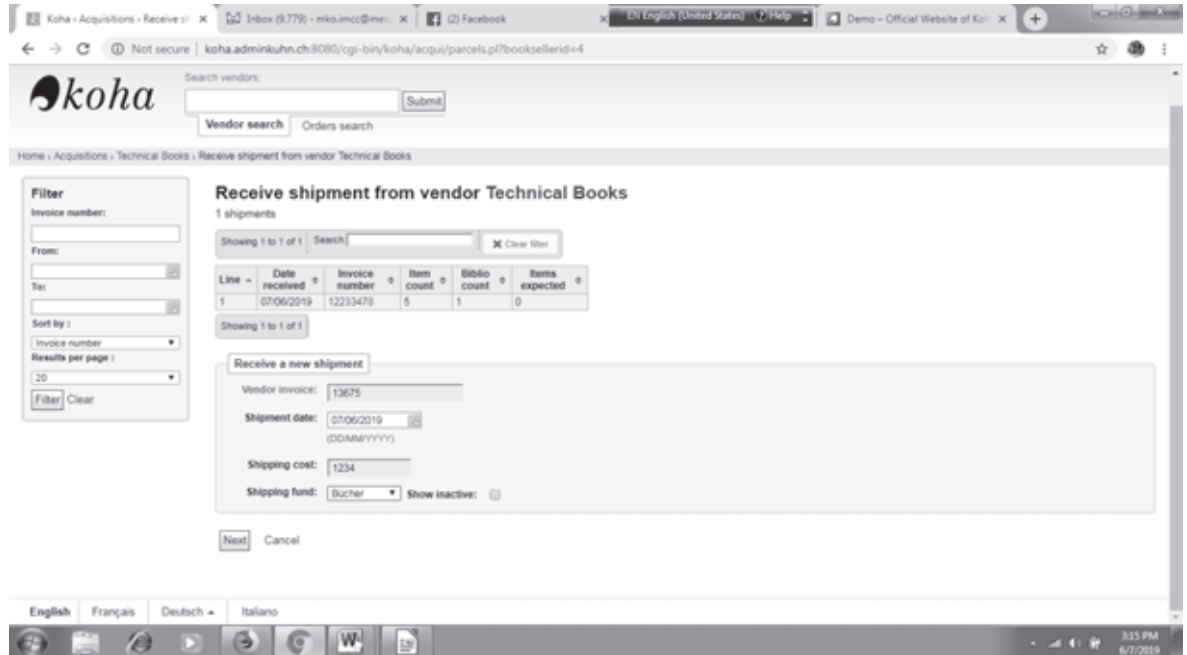 Koha › Acquisitions › Receive sh
Inbox (9,779) - mko.imcc@me
(2) Facebook
EN English (United States) Help
Demo – Official Website of Koh
Not secure | koha.adminkuhn.ch:8080/cgi-bin/koha/acqui/parcels.pl?booksellerid=4
koha
Search vendors:
Submit
Vendor search Orders search
Home › Acquisitions › Technical Books › Receive shipment from vendor Technical Books
Filter
Invoice number:
From:
To:
Sort by :
Invoice number
Results per page :
20
Filter Clear
Receive shipment from vendor Technical Books
1 shipments
Showing 1 to 1 of 1 Search: Clear filter
Line Date received Invoice number Item count Biblio count Items expected
1 07/06/2019 12233478 5 1 0
Showing 1 to 1 of 1
Receive a new shipment
Vendor invoice: 13675
Shipment date: 07/06/2019
(DD/MM/YYYY)
Shipping cost: 1234
Shipping fund: Bücher Show inactive:
Next Cancel
English Français Deutsch Italiano
3:15 PM
6/7/2019